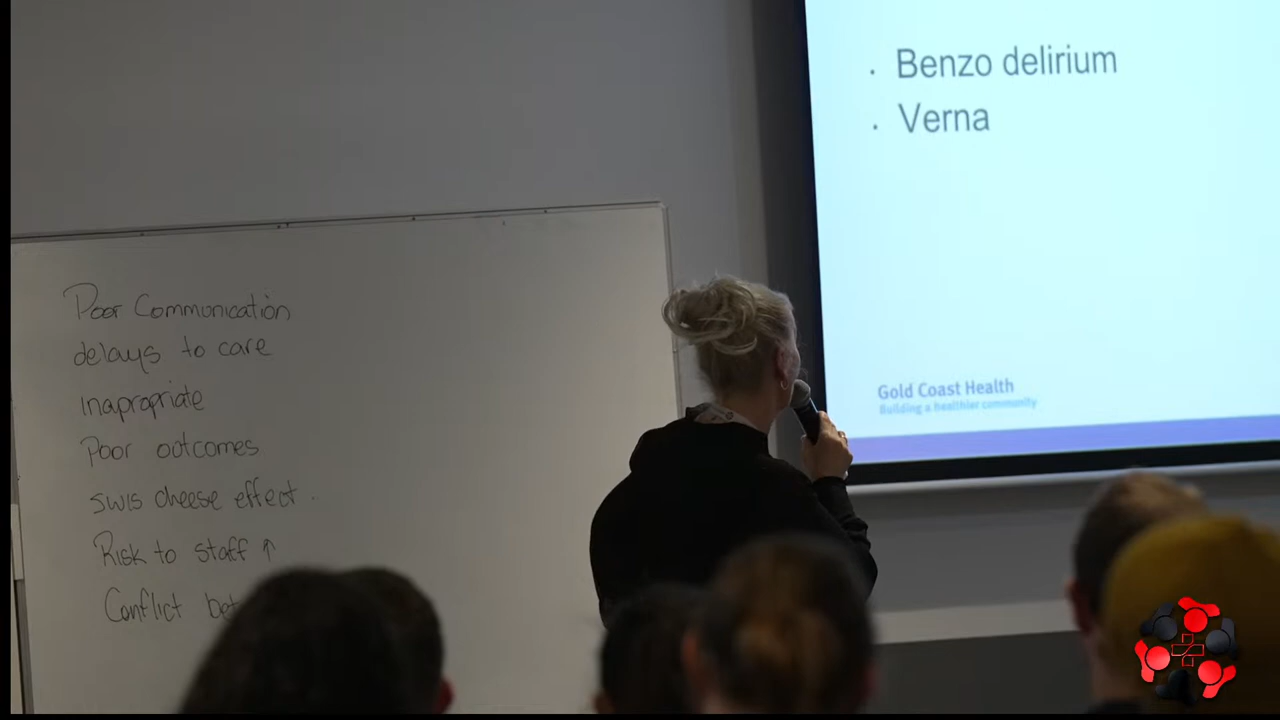 Poor Communication
delays to care
inapropriate
Poor outcomes
swis cheese effect .
Risk to staff ↑
Conflict
· Benzo delirium
· Verna
Gold Coast Health
Building a healthier community